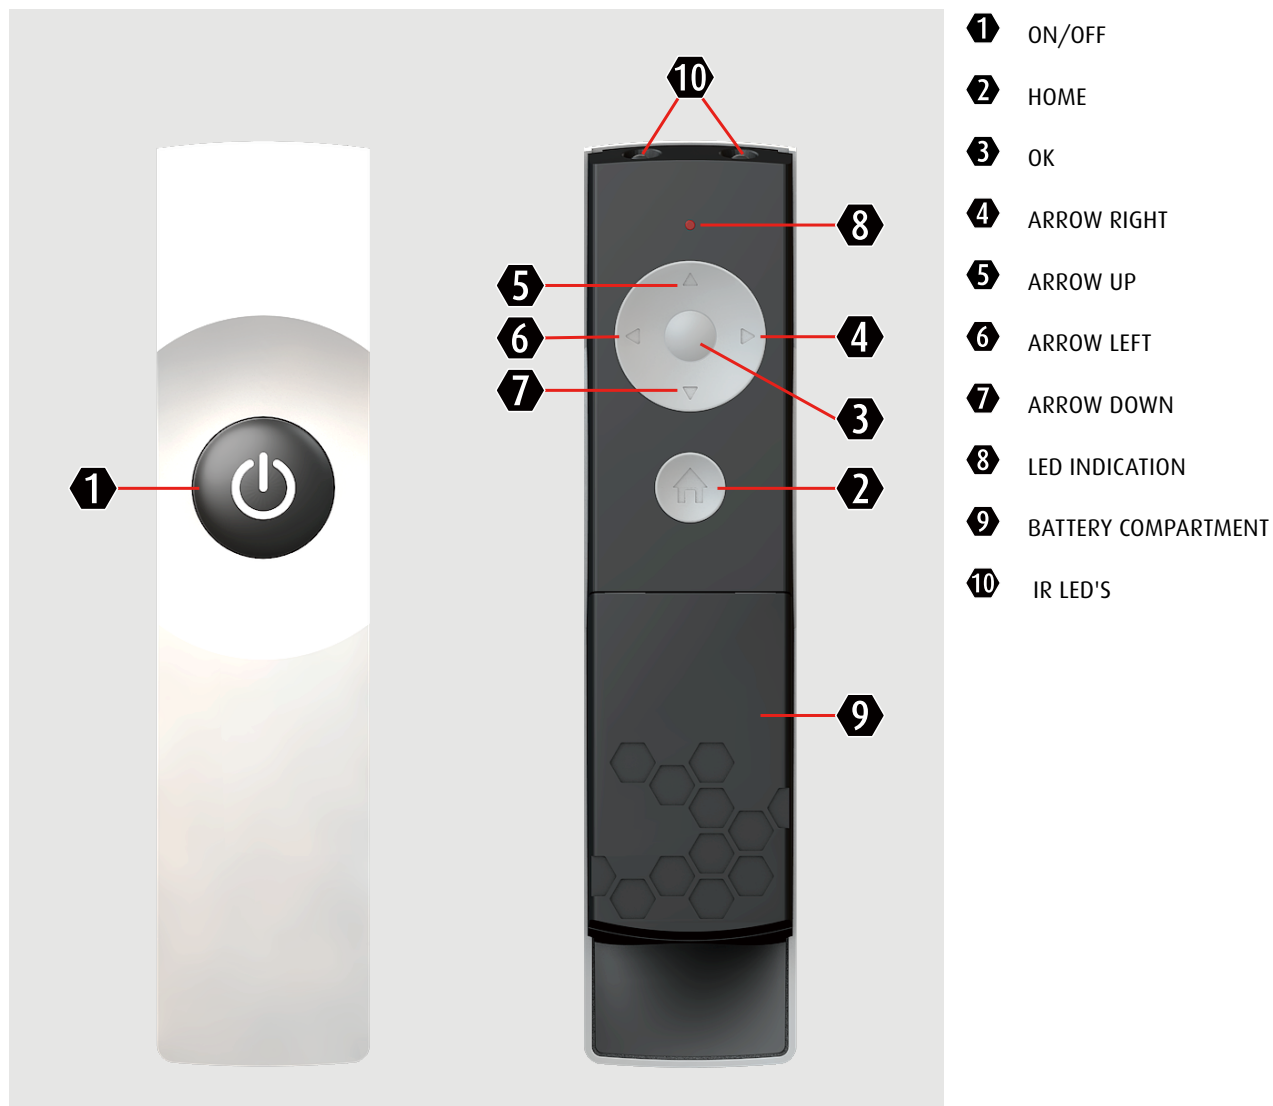 10
8
5
6
4
7
3
1
2
9
1 ON/OFF
2 HOME
3 OK
4 ARROW RIGHT
5 ARROW UP
6 ARROW LEFT
7 ARROW DOWN
8 LED INDICATION
9 BATTERY COMPARTMENT
10 IR LED'S